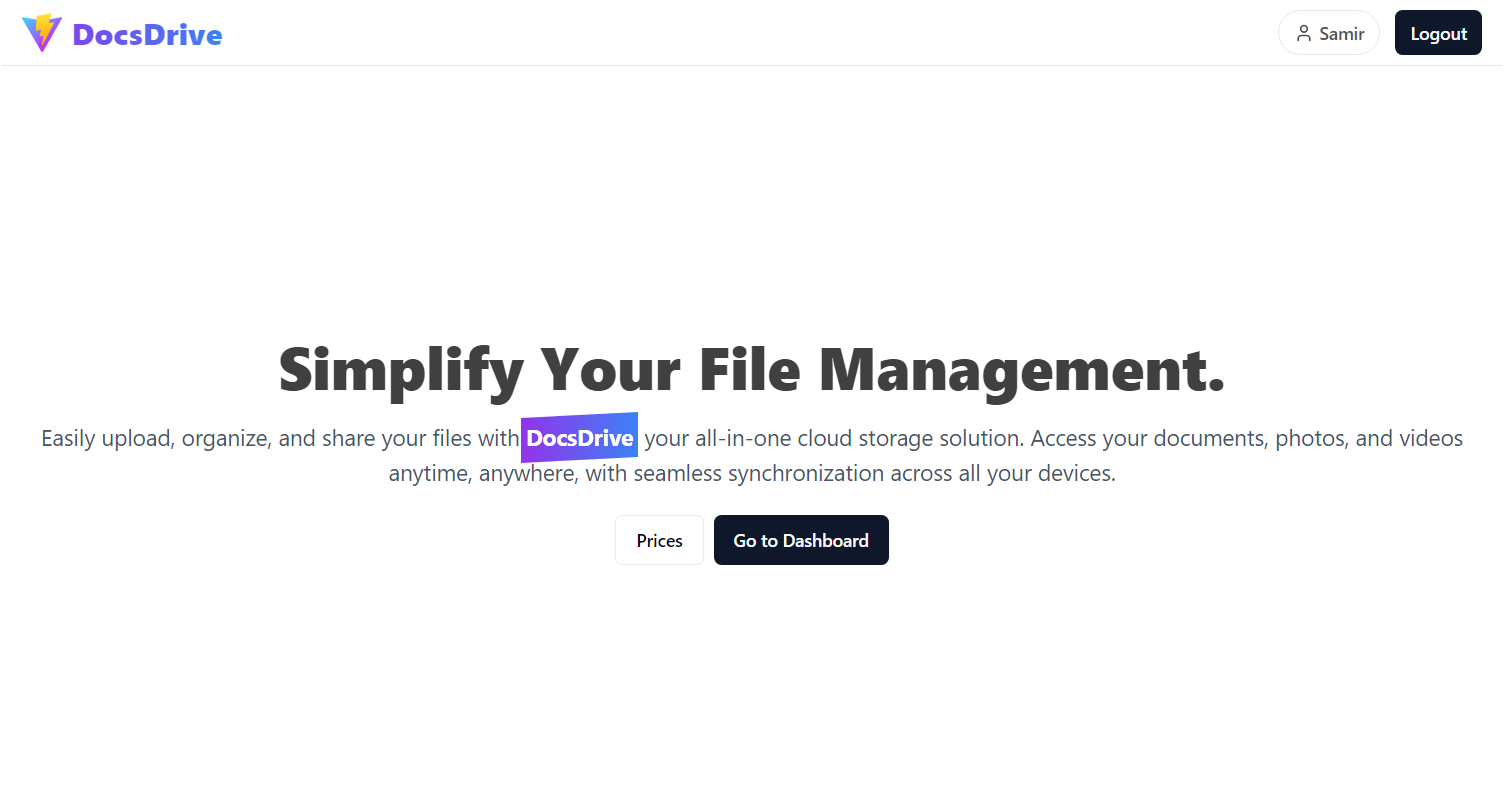 DocsDrive
Samir
Logout
Simplify Your File Management.
Easily upload, organize, and share your files with DocsDrive your all-in-one cloud storage solution. Access your documents, photos, and videos
anytime, anywhere, with seamless synchronization across all your devices.
Prices
Go to Dashboard